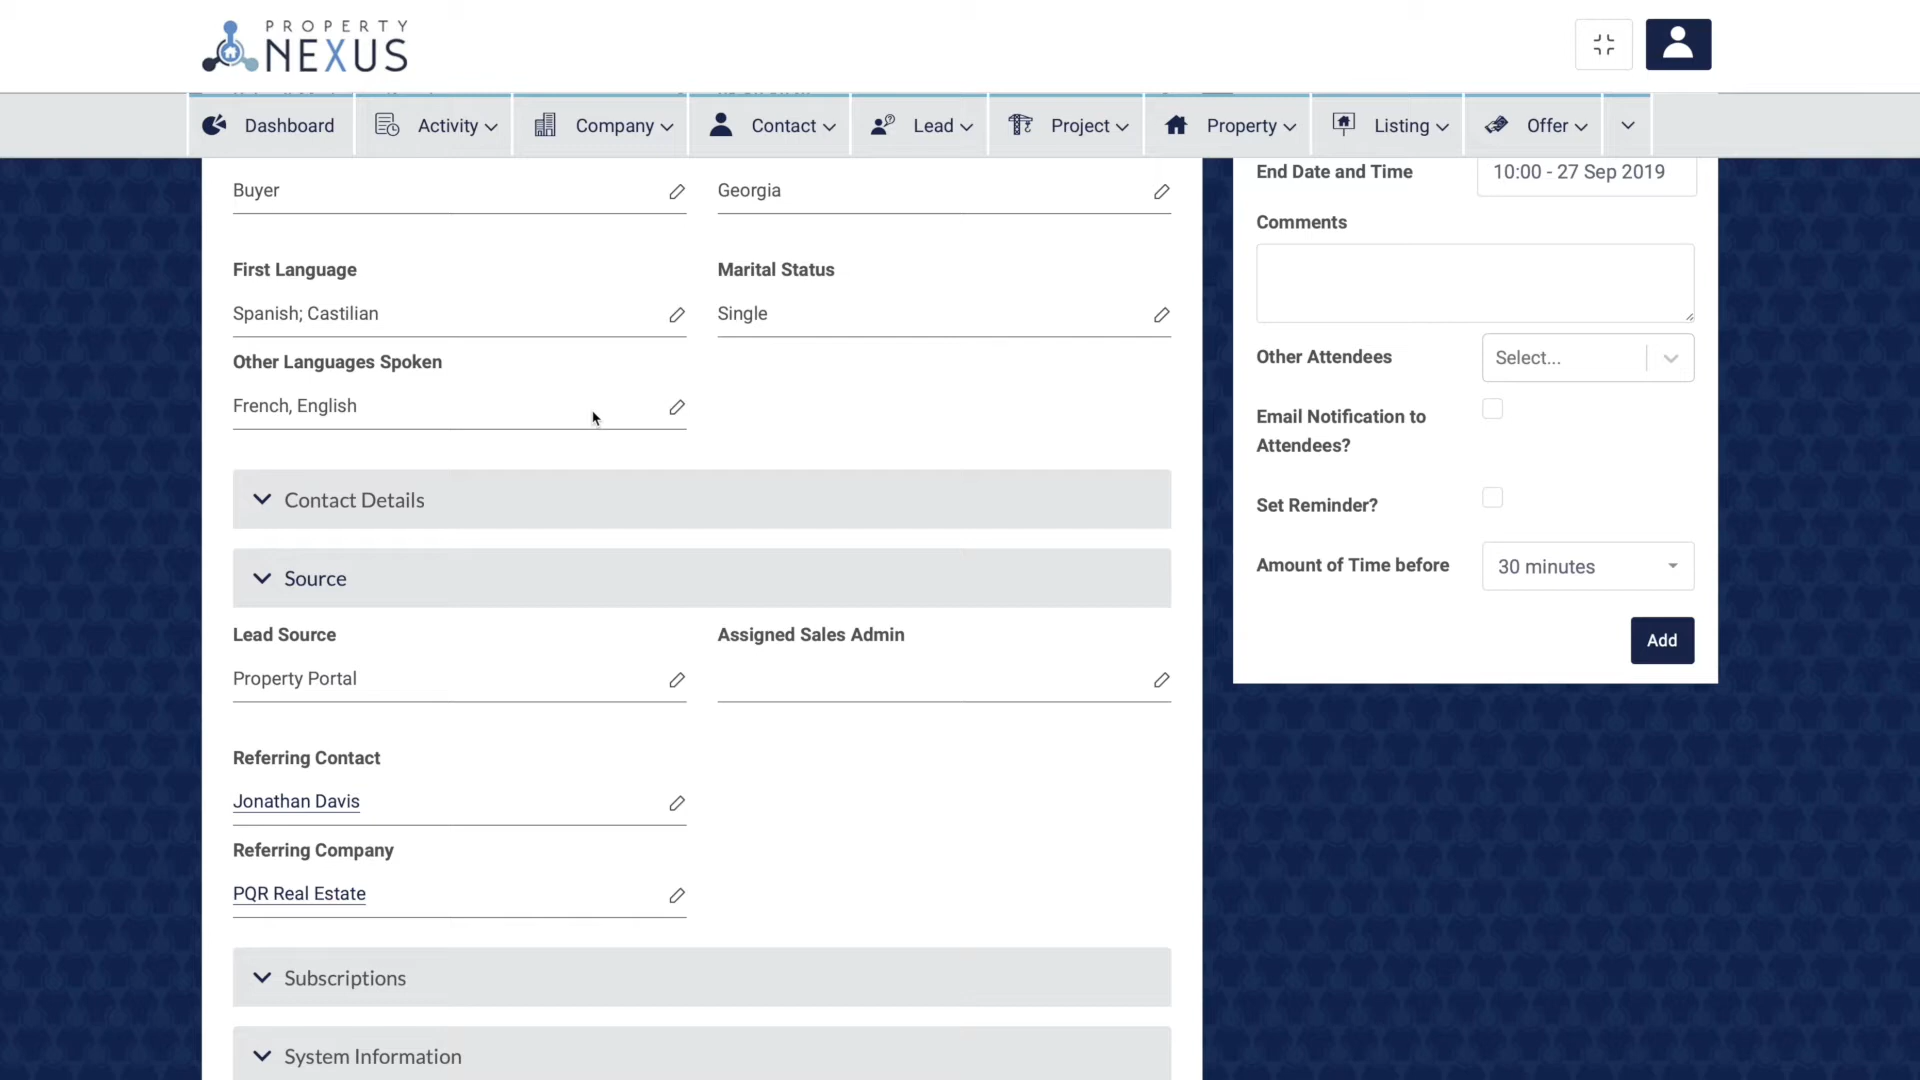 PROPERTY
NEXUS
Dashboard
Activity
Company
Contact
Lead
Project
Property
Listing
Offer
Buyer
Georgia
First Language
Marital Status
Spanish; Castilian
Single
Other Languages Spoken
French, English
Contact Details
Source
Lead Source
Assigned Sales Admin
Property Portal
Referring Contact
Jonathan Davis
Referring Company
PQR Real Estate
Subscriptions
System Information
End Date and Time
10:00 - 27 Sep 2019
Comments
Other Attendees
Select...
Email Notification to
Attendees?
Set Reminder?
Amount of Time before
30 minutes
Add